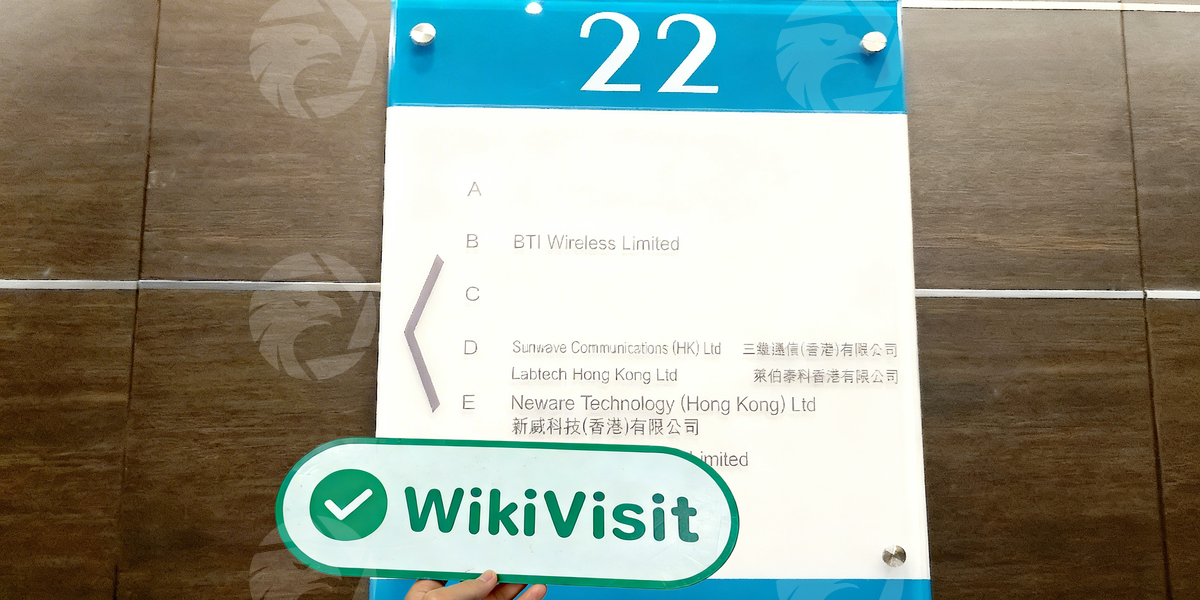 22
A
B BTI Wireless Limited
C
D Sunwave Communications (HK) Ltd 三維通信(香港)有限公司
Labtech Hong Kong Ltd 萊伯泰科香港有限公司
E Neware Technology (Hong Kong) Ltd
新威科技(香港)有限公司
Limited
WikiVisit